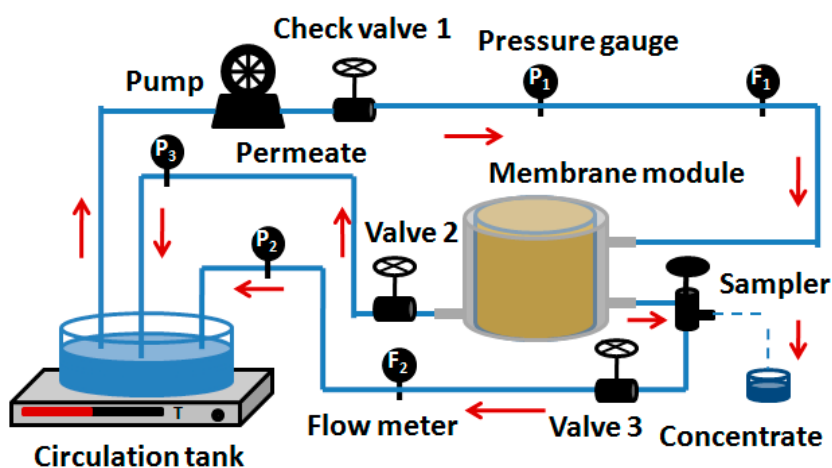 Check valve 1
Pressure gauge
Pump
P1
F1
P3
Permeate
Membrane module
P2
Valve 2
Sampler
F2
T
Flow meter
Valve 3
Concentrate
Circulation tank